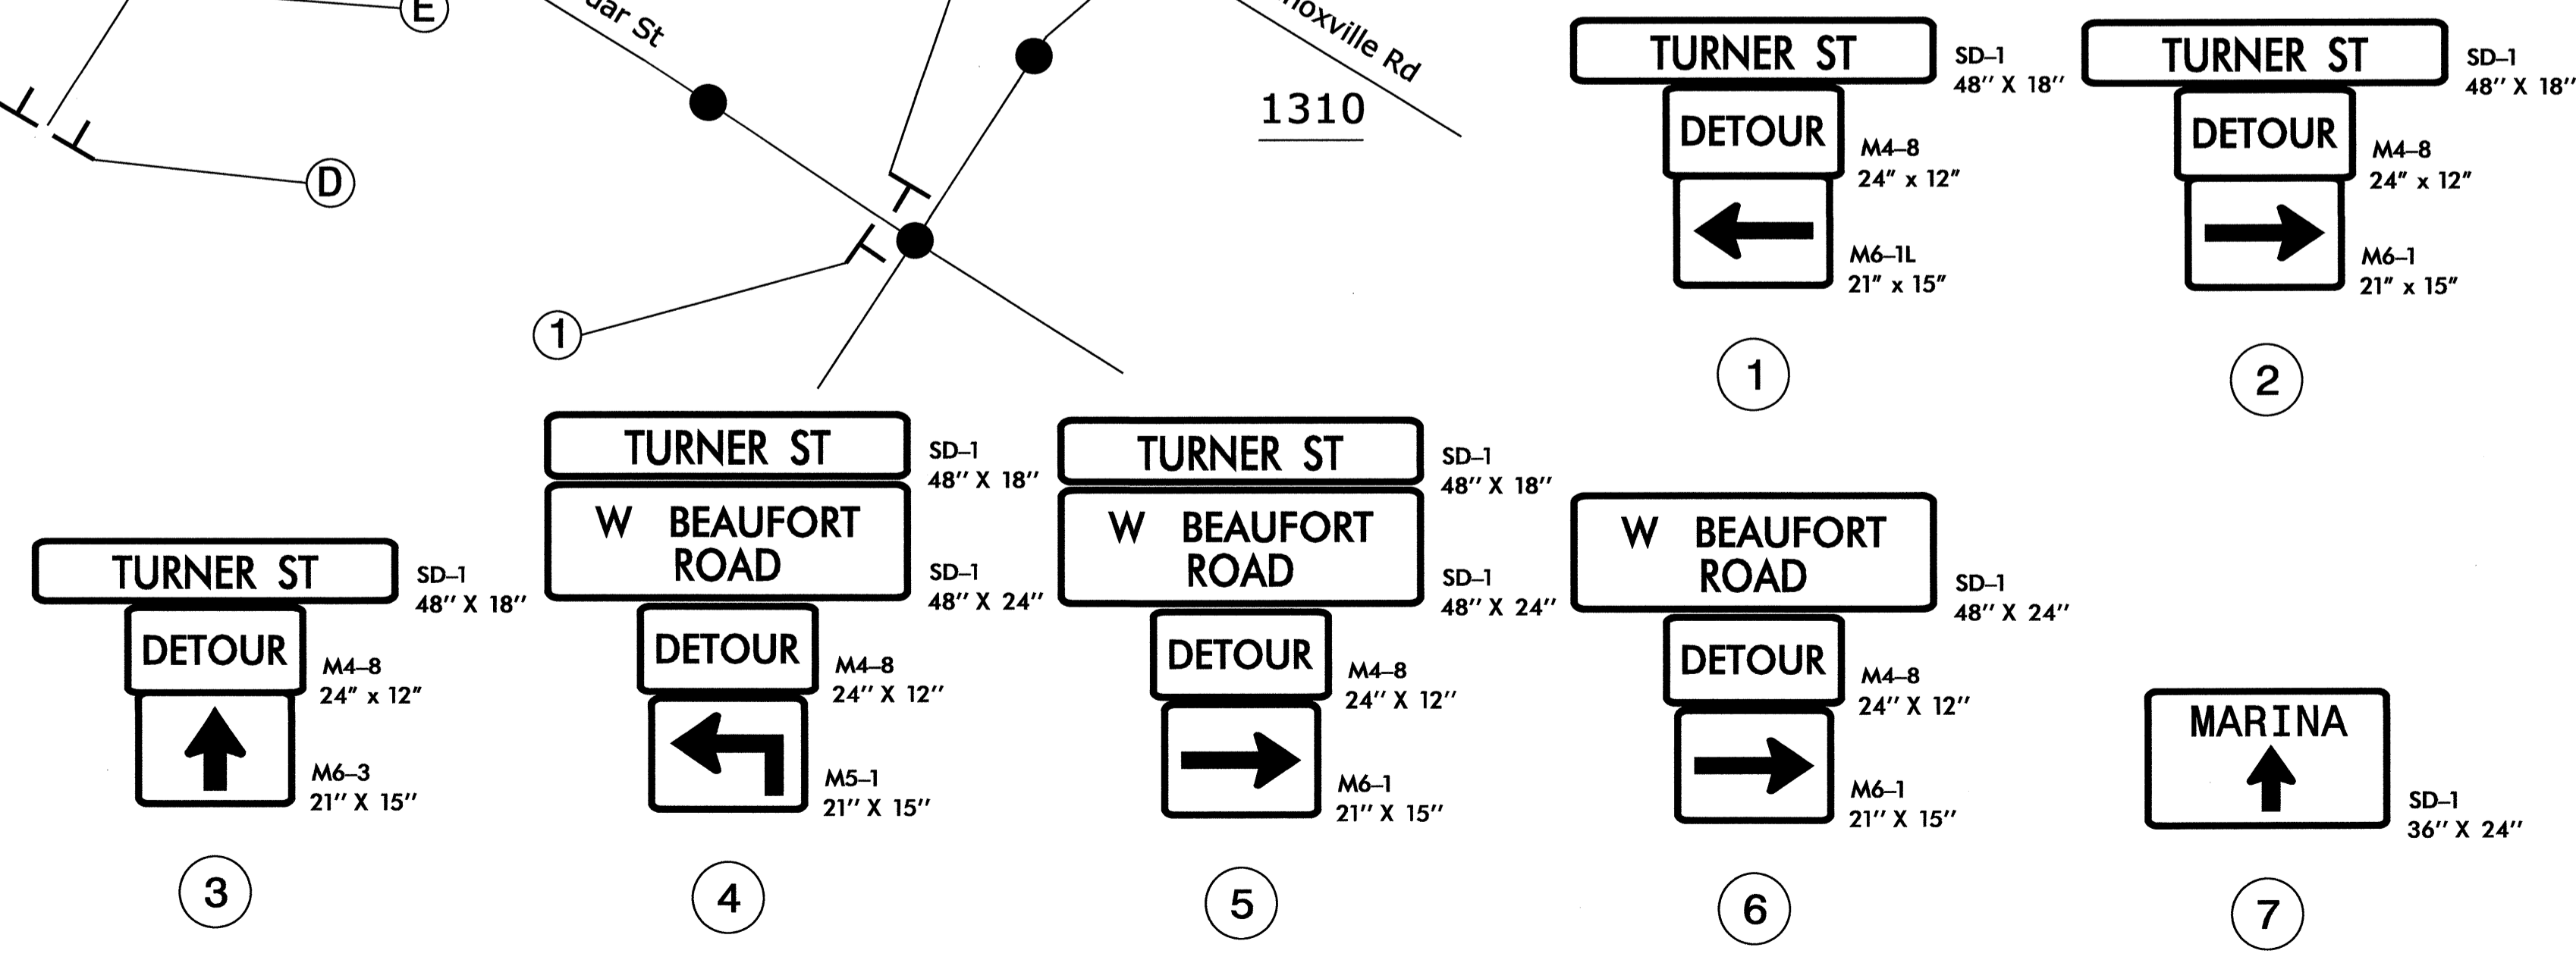 E
St
Rd
1310
D
1
TURNER ST
SD-1
48'' X 18''
DETOUR
M4-8
24" x 12"
M6-1L
21" x 15"
1
TURNER ST
SD-1
48'' X 18''
DETOUR
M4-8
24" x 12"
M6-1
21" x 15"
2
TURNER ST
SD-1
48'' X 18''
DETOUR
M4-8
24" x 12"
M6-3
21'' X 15''
3
TURNER ST
SD-1
48'' X 18''
W BEAUFORT
ROAD
SD-1
48'' X 24''
DETOUR
M4-8
24'' X 12''
M5-1
21'' X 15''
4
TURNER ST
SD-1
48'' X 18''
W BEAUFORT
ROAD
SD-1
48'' X 24''
DETOUR
M4-8
24'' X 12''
M6-1
21'' X 15''
5
W BEAUFORT
ROAD
SD-1
48'' X 24''
DETOUR
M4-8
24'' X 12''
M6-1
21'' X 15''
6
MARINA
SD-1
36'' X 24''
7